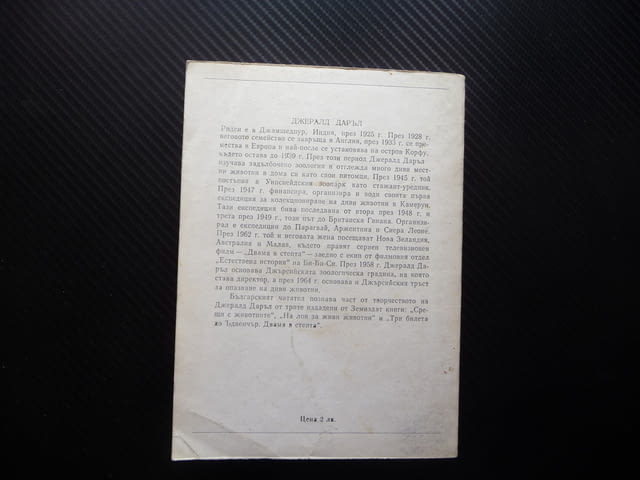 ДЖЕРАЛД ДАРЪЛ
Роден е в Джамшедпур, Индия, през 1925 г. През 1928 г.
неговото семейство се завръща в Англия, през 1933 г. се пре-
мества в Европа и най-после се установява на остров Корфу,
където остава до 1939 г. През този период Джералд Даръл
изучава задълбочено зоология и отглежда много диви мест-
ни животни в дома си като свои питомци. През 1945 г. той
постъпва в Уипснейдския зоопарк като стажант-уредник.
През 1947 г. финансира, организира и води своята първа
експедиция за колекциониране на диви животни в Камерун.
Тази експедиция бива последвана от втора през 1948 г. и
трета през 1949 г., този път до Британска Гвиана. Организи-
рал е експедиции до Парагвай, Аржентина и Сиера Леоне.
През 1962 г. той и неговата жена посещават Нова Зеландия,
Австралия и Малая, където правят сериен телевизионен
филм — „Двама в степта" — заедно с екип от филмовия отдел
„Естествена история" на Би-Би-Си. През 1958 г. Джералд Да-
ръл основава Джърсийската зоологическа градина, на която
става директор, а през 1964 г. основава и Джърсийския тръст
за опазване на диви животни.
Българският читател познава част от творчеството на
Джералд Даръл от трите издадени от Земиздат книги: „Сре-
щи с животните", „На лов за живи животни" и „Три билета
до Ъдвенчър. Двама в степта".
Цена 2 лв.